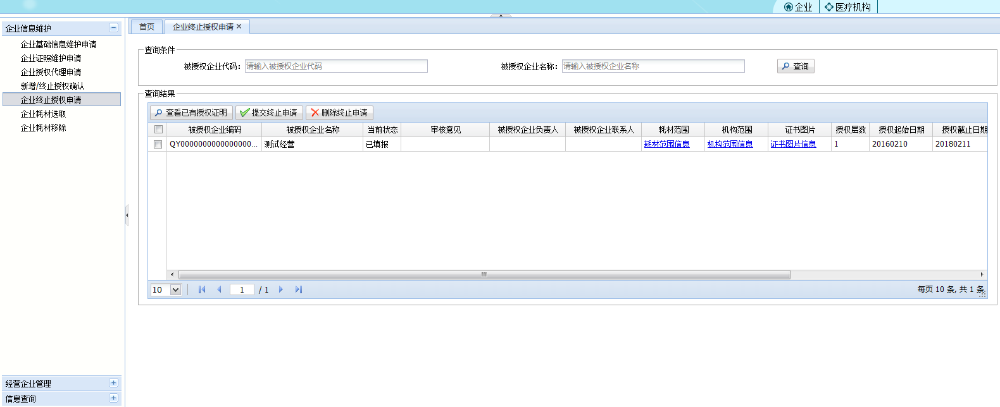 企业 医疗机构
企业信息维护
首页 企业终止授权申请
企业基础信息维护申请
企业证照维护申请
企业授权代理申请
新增/终止授权确认
企业终止授权申请
企业耗材选取
企业耗材移除
查询条件
被授权企业代码: 请输入被授权企业代码 被授权企业名称: 请输入被授权企业名称 查询
查询结果
查看已有授权证明 提交终止申请 删除终止申请
被授权企业编码 被授权企业名称 当前状态 审核意见 被授权企业负责人 被授权企业联系人 耗材范围 机构范围 证书图片 授权层数 授权起始日期 授权截止日期
QY0000000000000000... 测试经营 已填报 耗材范围信息 机构范围信息 证书图片信息 1 20160210 20180211
10 1 / 1 每页 10 条, 共 1 条
经营企业管理
信息查询